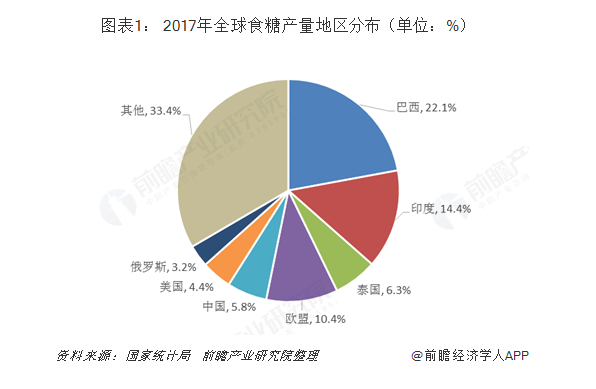 图表1： 2017年全球食糖产量地区分布（单位：%）
其他, 33.4%
巴西, 22.1%
印度, 14.4%
泰国, 6.3%
欧盟, 10.4%
中国, 5.8%
美国, 4.4%
俄罗斯, 3.2%
资料来源：国家统计局 前瞻产业研究院整理
@前瞻经济学人APP